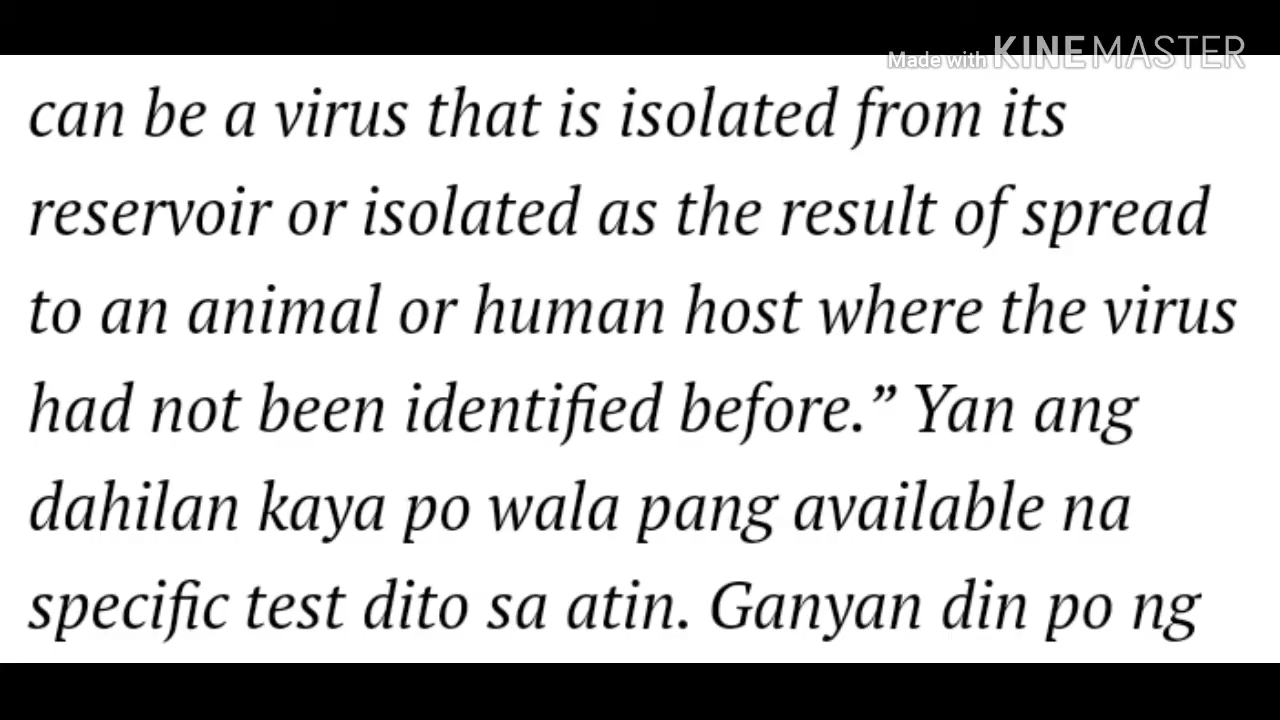 Made with KINEMASTER
can be a virus that is isolated from its
reservoir or isolated as the result of spread
to an animal or human host where the virus
had not been identified before.” Yan ang
dahilan kaya po wala pang available na
specific test dito sa atin. Ganyan din po ng